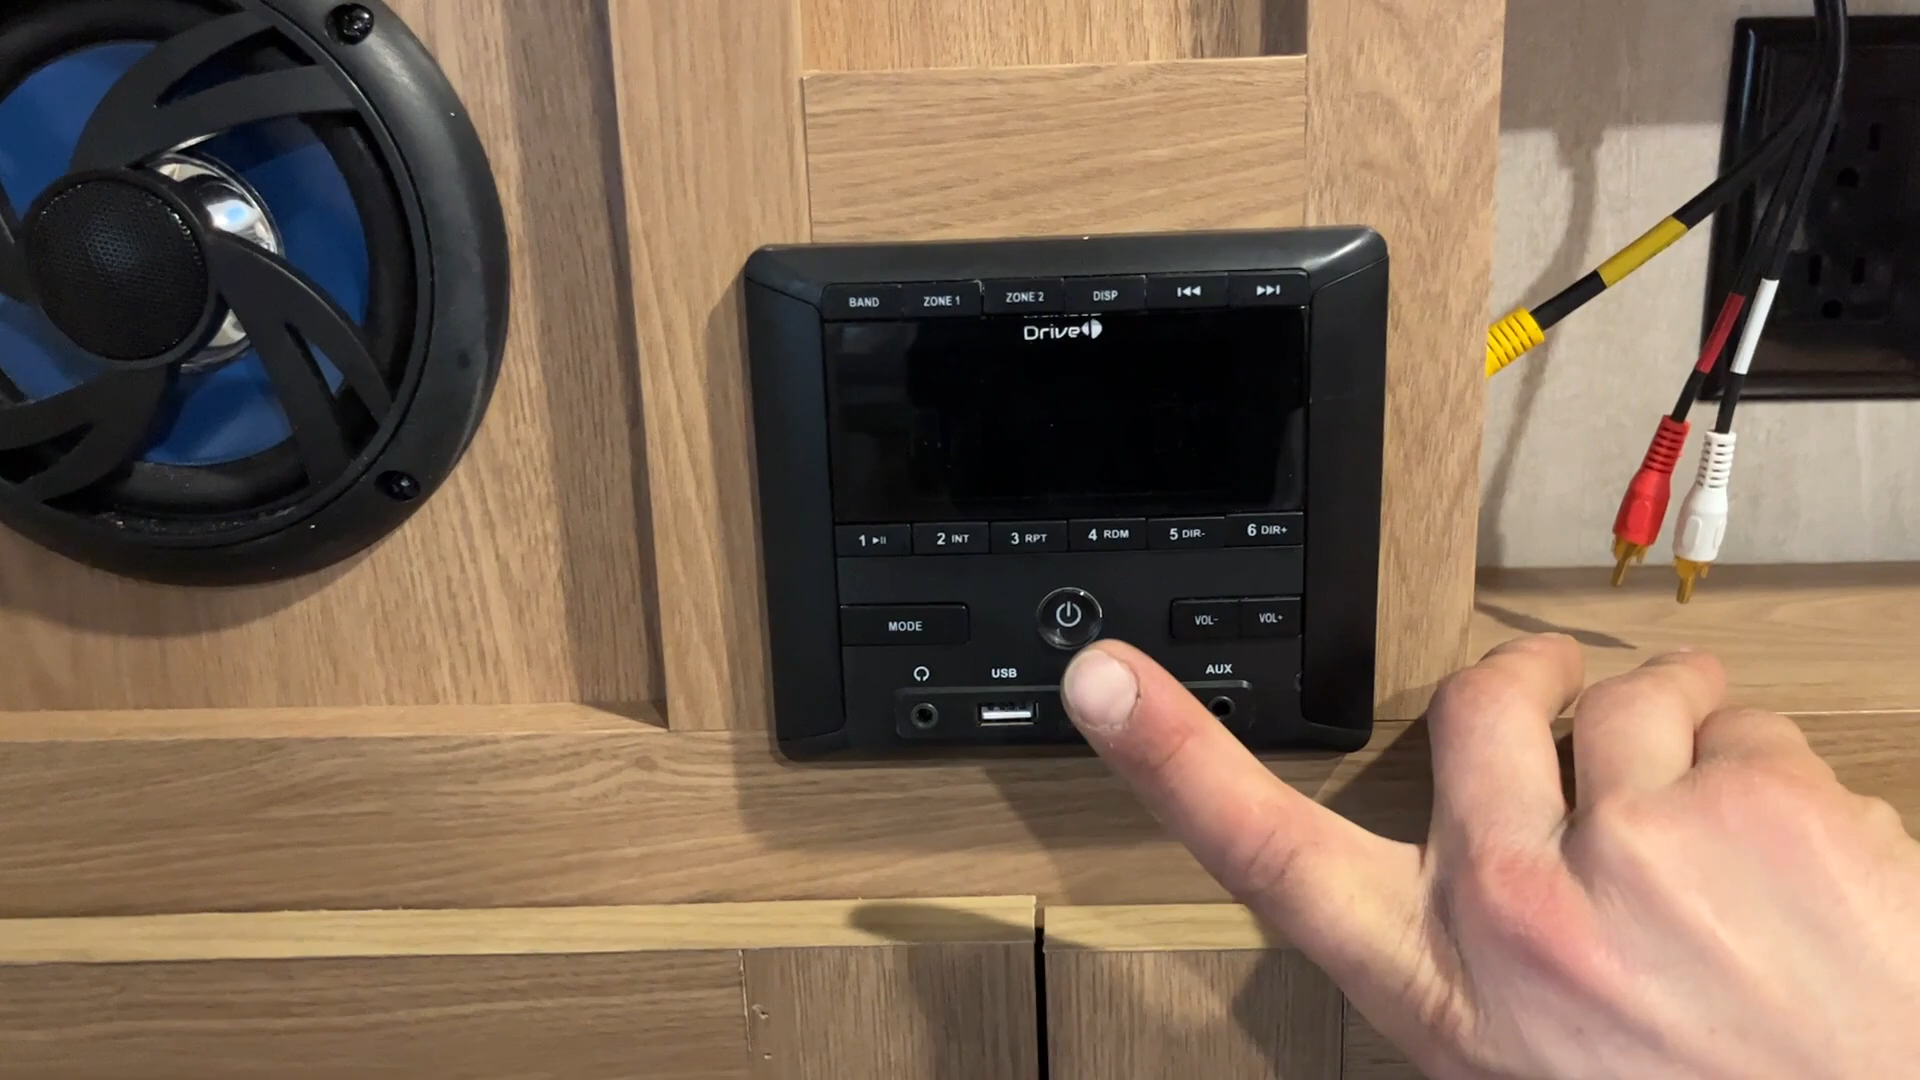 BAND ZONE 1 ZONE 2 DISP
Drive
1 2 INT 3 RPT 4 RDM 5 DIR- 6 DIR+
MODE VOL- VOL+
USB AUX